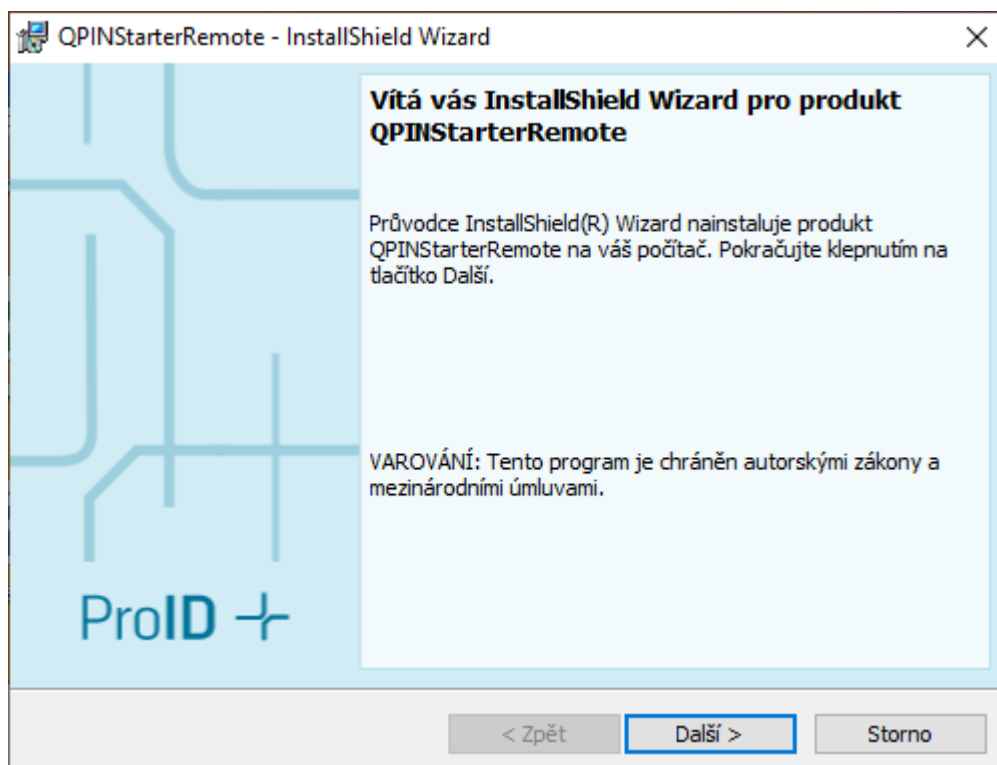 QPINStarterRemote - InstallShield Wizard
Vítá vás InstallShield Wizard pro produkt
QPINStarterRemote
Průvodce InstallShield(R) Wizard nainstaluje produkt
QPINStarterRemote na váš počítač. Pokračujte klepnutím na
tlačítko Další.
VAROVÁNÍ: Tento program je chráněn autorskými zákony a
mezinárodními úmluvami.
ProID
< Zpět
Další >
Storno